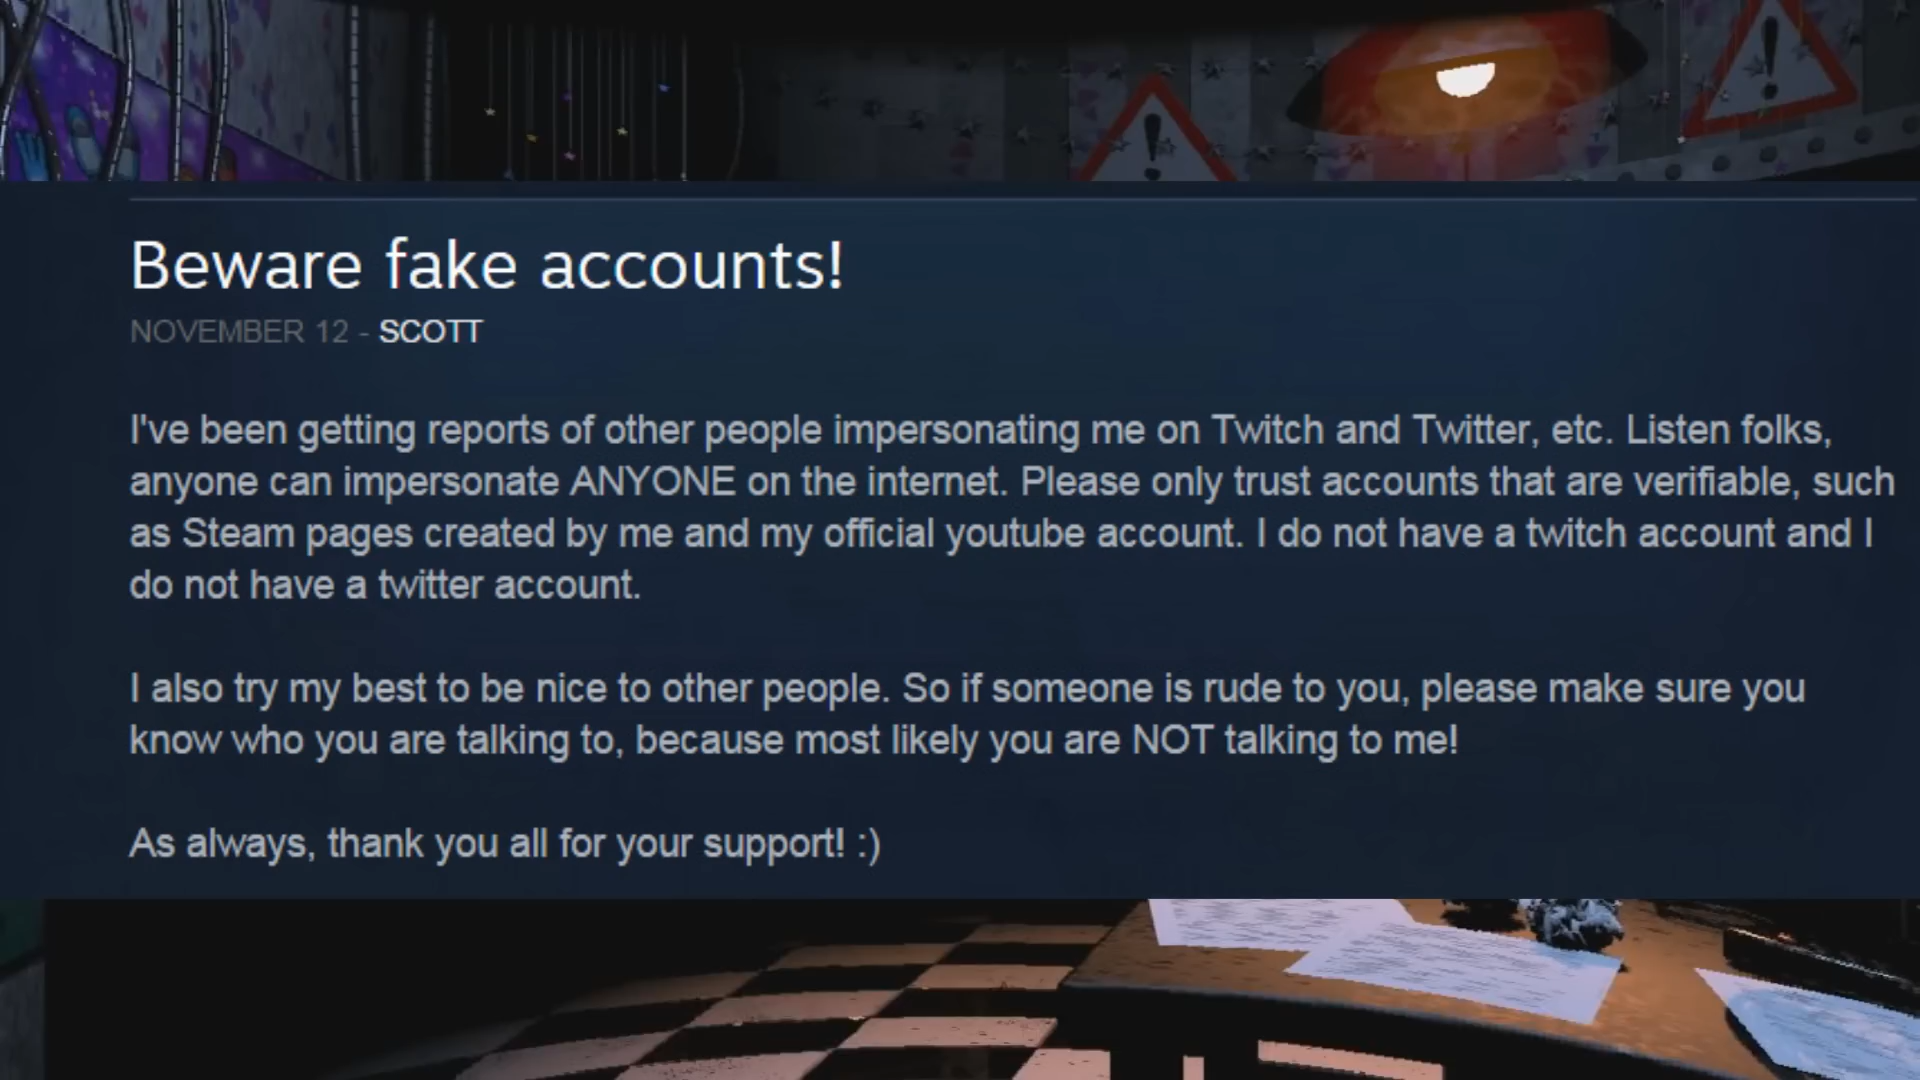 Beware fake accounts!
NOVEMBER 12 - SCOTT
I've been getting reports of other people impersonating me on Twitch and Twitter, etc. Listen folks,
anyone can impersonate ANYONE on the internet. Please only trust accounts that are verifiable, such
as Steam pages created by me and my official youtube account. I do not have a twitch account and I
do not have a twitter account.
I also try my best to be nice to other people. So if someone is rude to you, please make sure you
know who you are talking to, because most likely you are NOT talking to me!
As always, thank you all for your support! :)